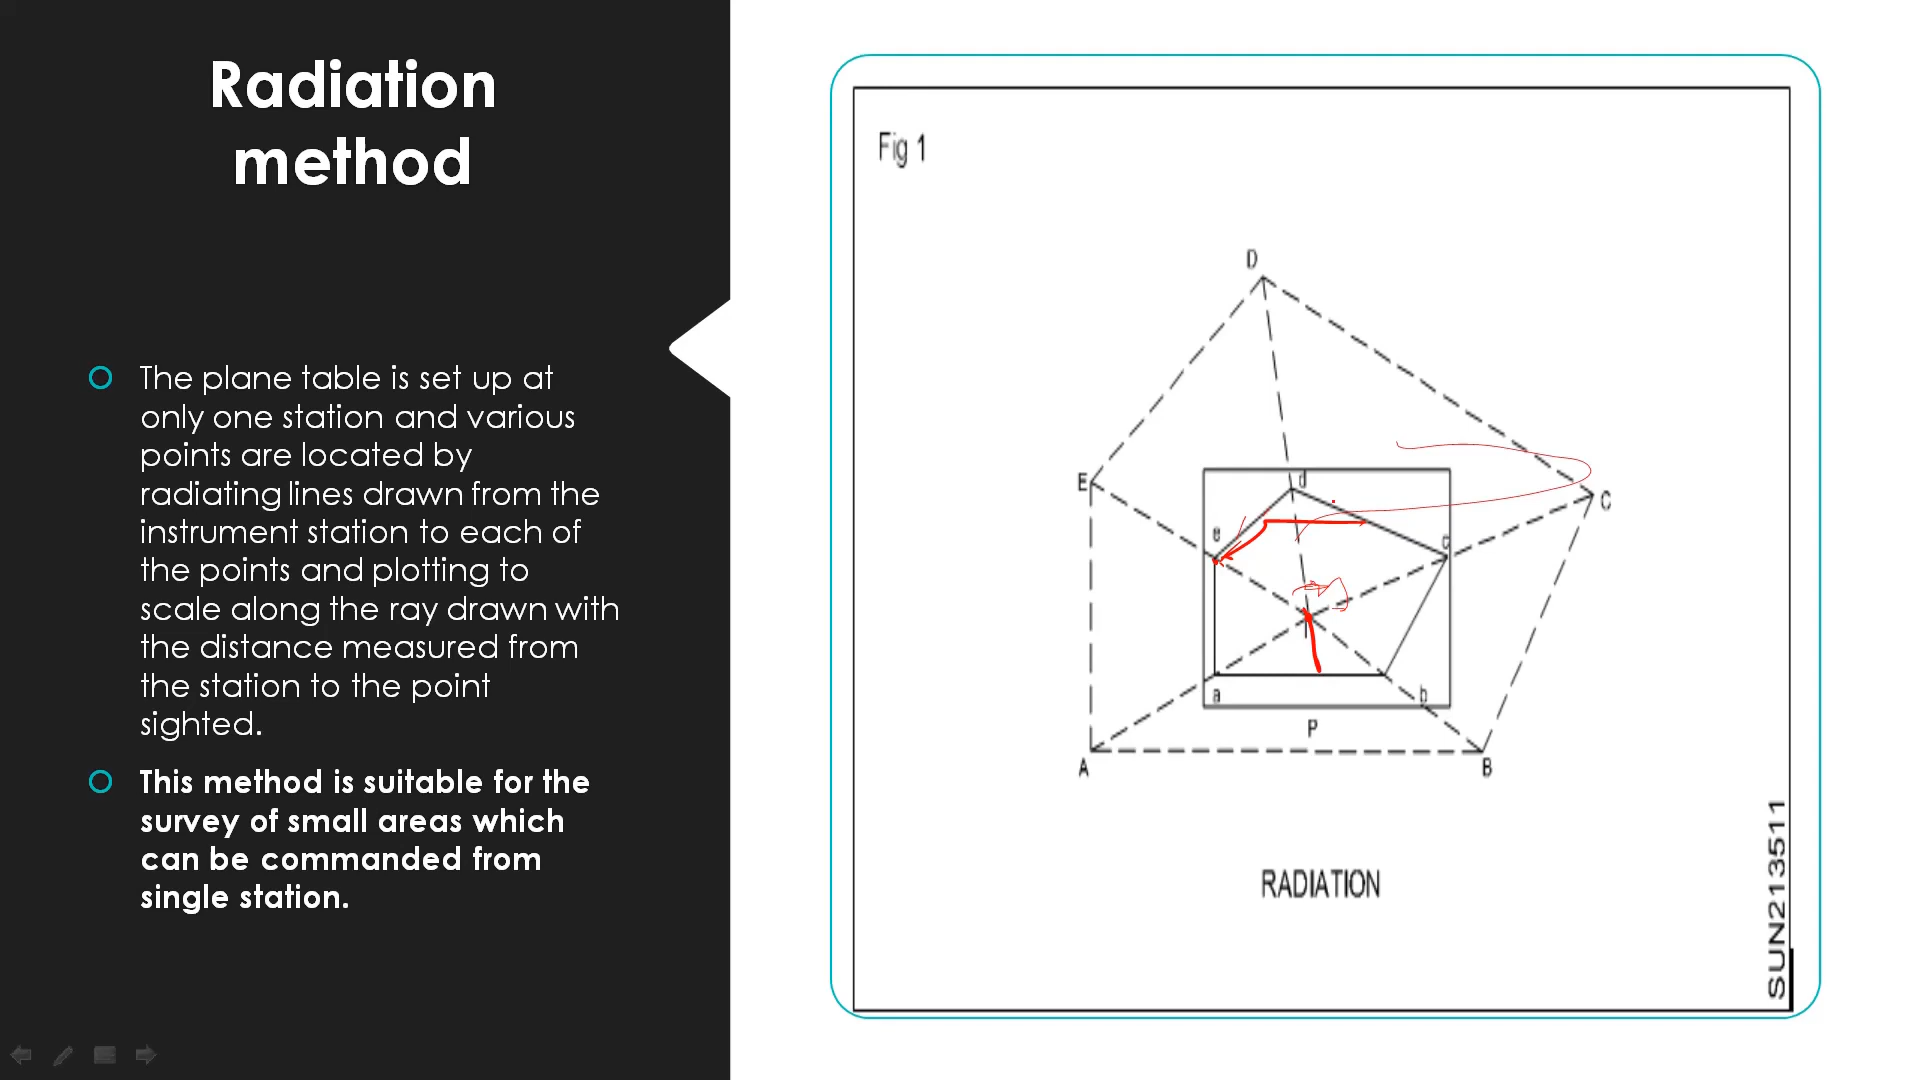 Radiation
method
The plane table is set up at
only one station and various
points are located by
radiating lines drawn from the
instrument station to each of
the points and plotting to
scale along the ray drawn with
the distance measured from
the station to the point
sighted.
This method is suitable for the
survey of small areas which
can be commanded from
single station.
Fig 1
D
E
d
C
e
c
a
b
P
A
B
RADIATION
SUN213511